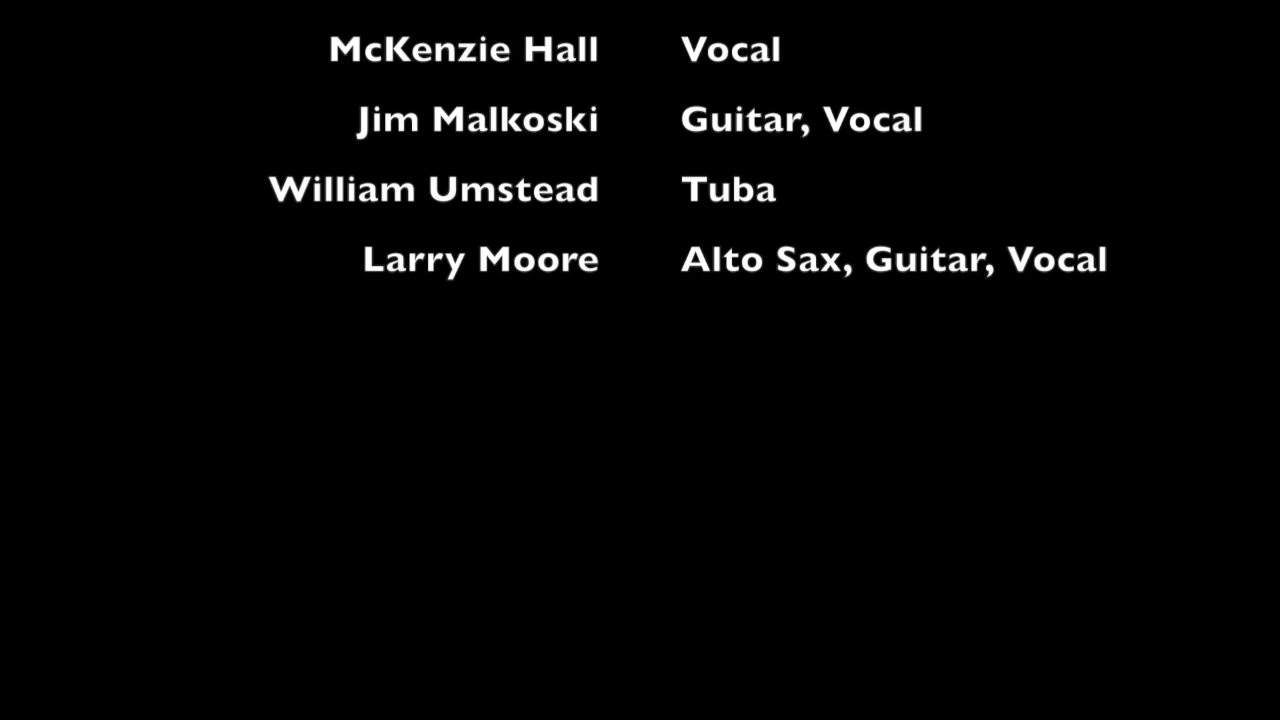 McKenzie Hall Vocal
Jim Malkoski Guitar, Vocal
William Umstead Tuba
Larry Moore Alto Sax, Guitar, Vocal